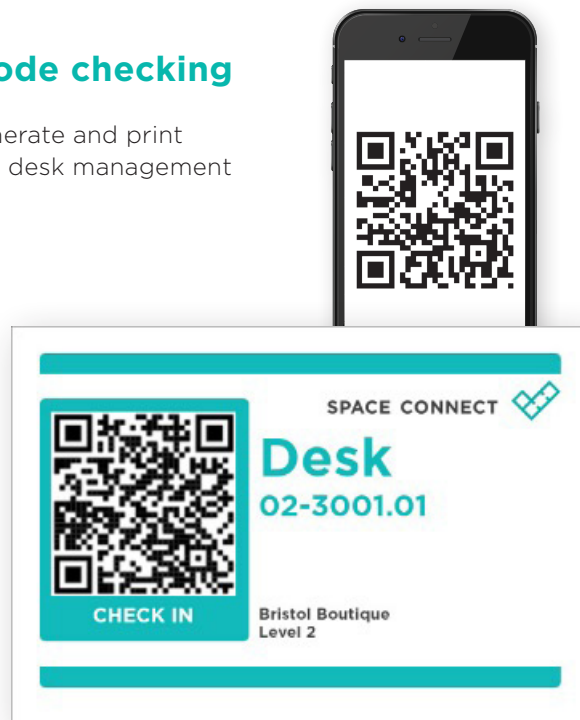 ode checking
nerate and print
desk management
SPACE CONNECT
Desk
02-3001.01
CHECK IN
Bristol Boutique
Level 2